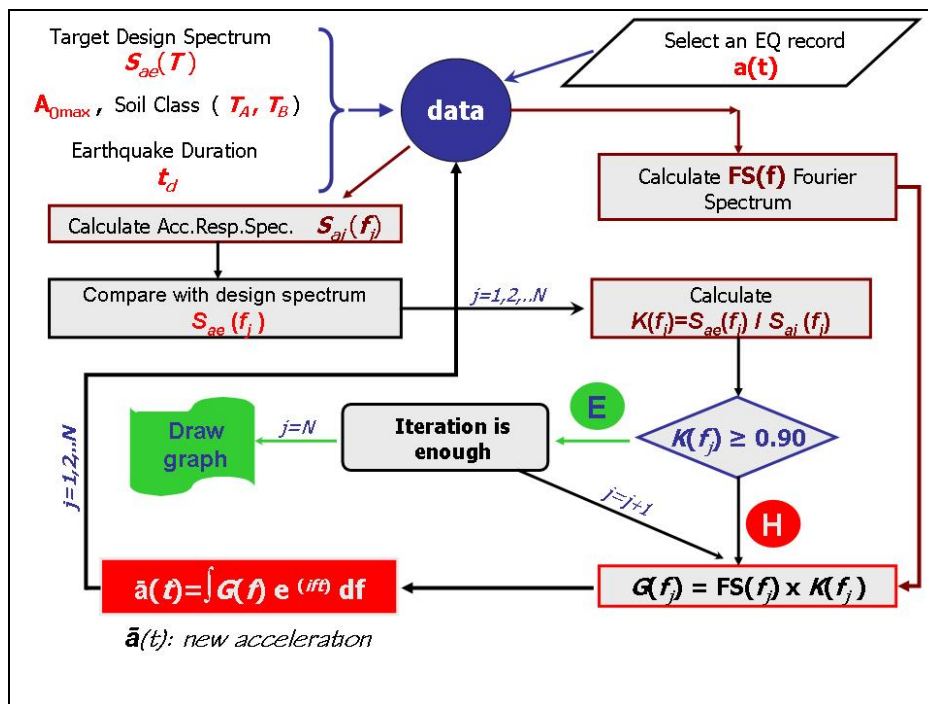 Target Design Spectrum
Sae(T)
A0max , Soil Class ( TA, TB)
Earthquake Duration
td
data
Select an EQ record
a(t)
Calculate FS(f) Fourier
Spectrum
Calculate Acc.Resp.Spec. Sai(fj)
Compare with design spectrum
Sae (fj)
j=1,2,..N
Calculate
K(fj)=Sae(fj) / Sai (fj)
E
K(fj) ≥ 0.90
Iteration is
enough
j=N
Draw
graph
j=1,2,..N
j=j+1
H
G(fj) = FS(fj) x K(fj)
ā(t)=∫G(f) e (ift) df
ā(t): new acceleration